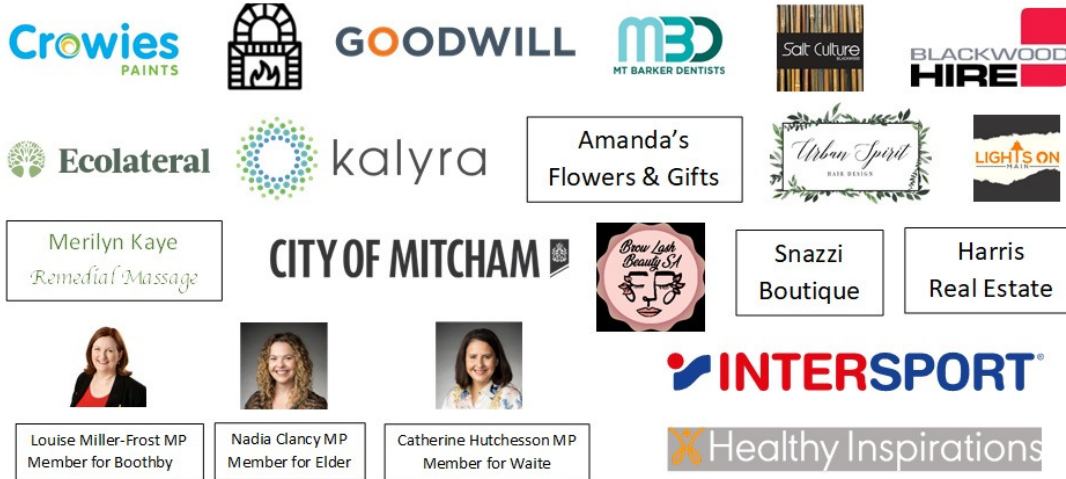 Crowies
PAINTS
GOODWILL
MBD
MT BARKER DENTISTS
Salt Culture
BLACKWOOD
BLACKWOOD
HIRE
Ecolateral
kalyra
Amanda's
Flowers & Gifts
Urban Spirit
HAIR DESIGN
LIGHTS ON
MAIN
Merilyn Kaye
Remedial Massage
CITY OF MITCHAM
Brow Lash
Beauty SA
Snazzi
Boutique
Harris
Real Estate
INTERSPORT
Louise Miller-Frost MP
Member for Boothby
Nadia Clancy MP
Member for Elder
Catherine Hutchesson MP
Member for Waite
Healthy Inspirations